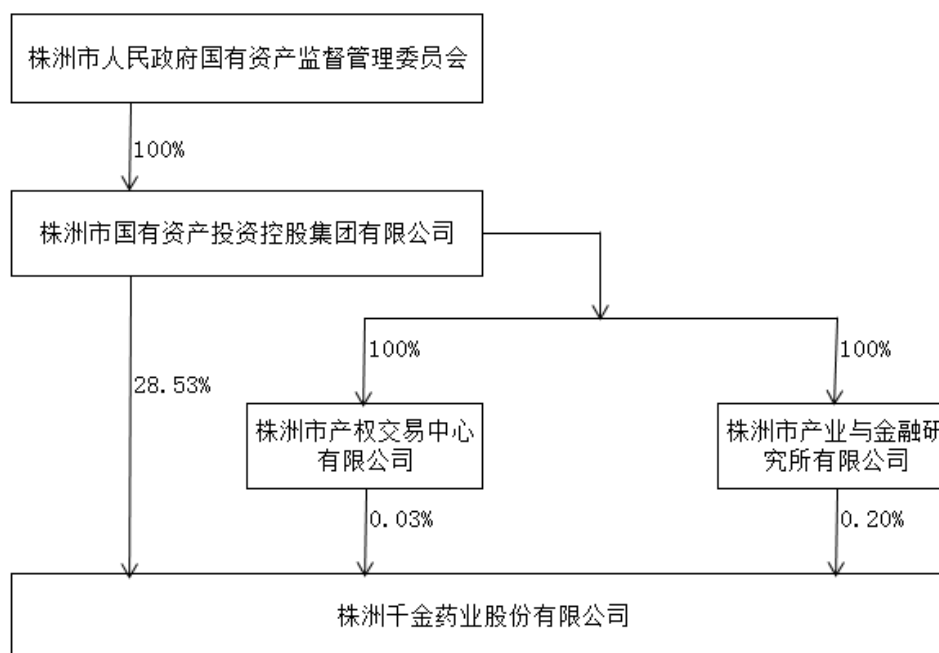 株洲市人民政府国有资产监督管理委员会
100%
株洲市国有资产投资控股集团有限公司
100%
100%
28.53%
株洲市产权交易中心
有限公司
株洲市产业与金融研
究所有限公司
0.03%
0.20%
株洲千金药业股份有限公司